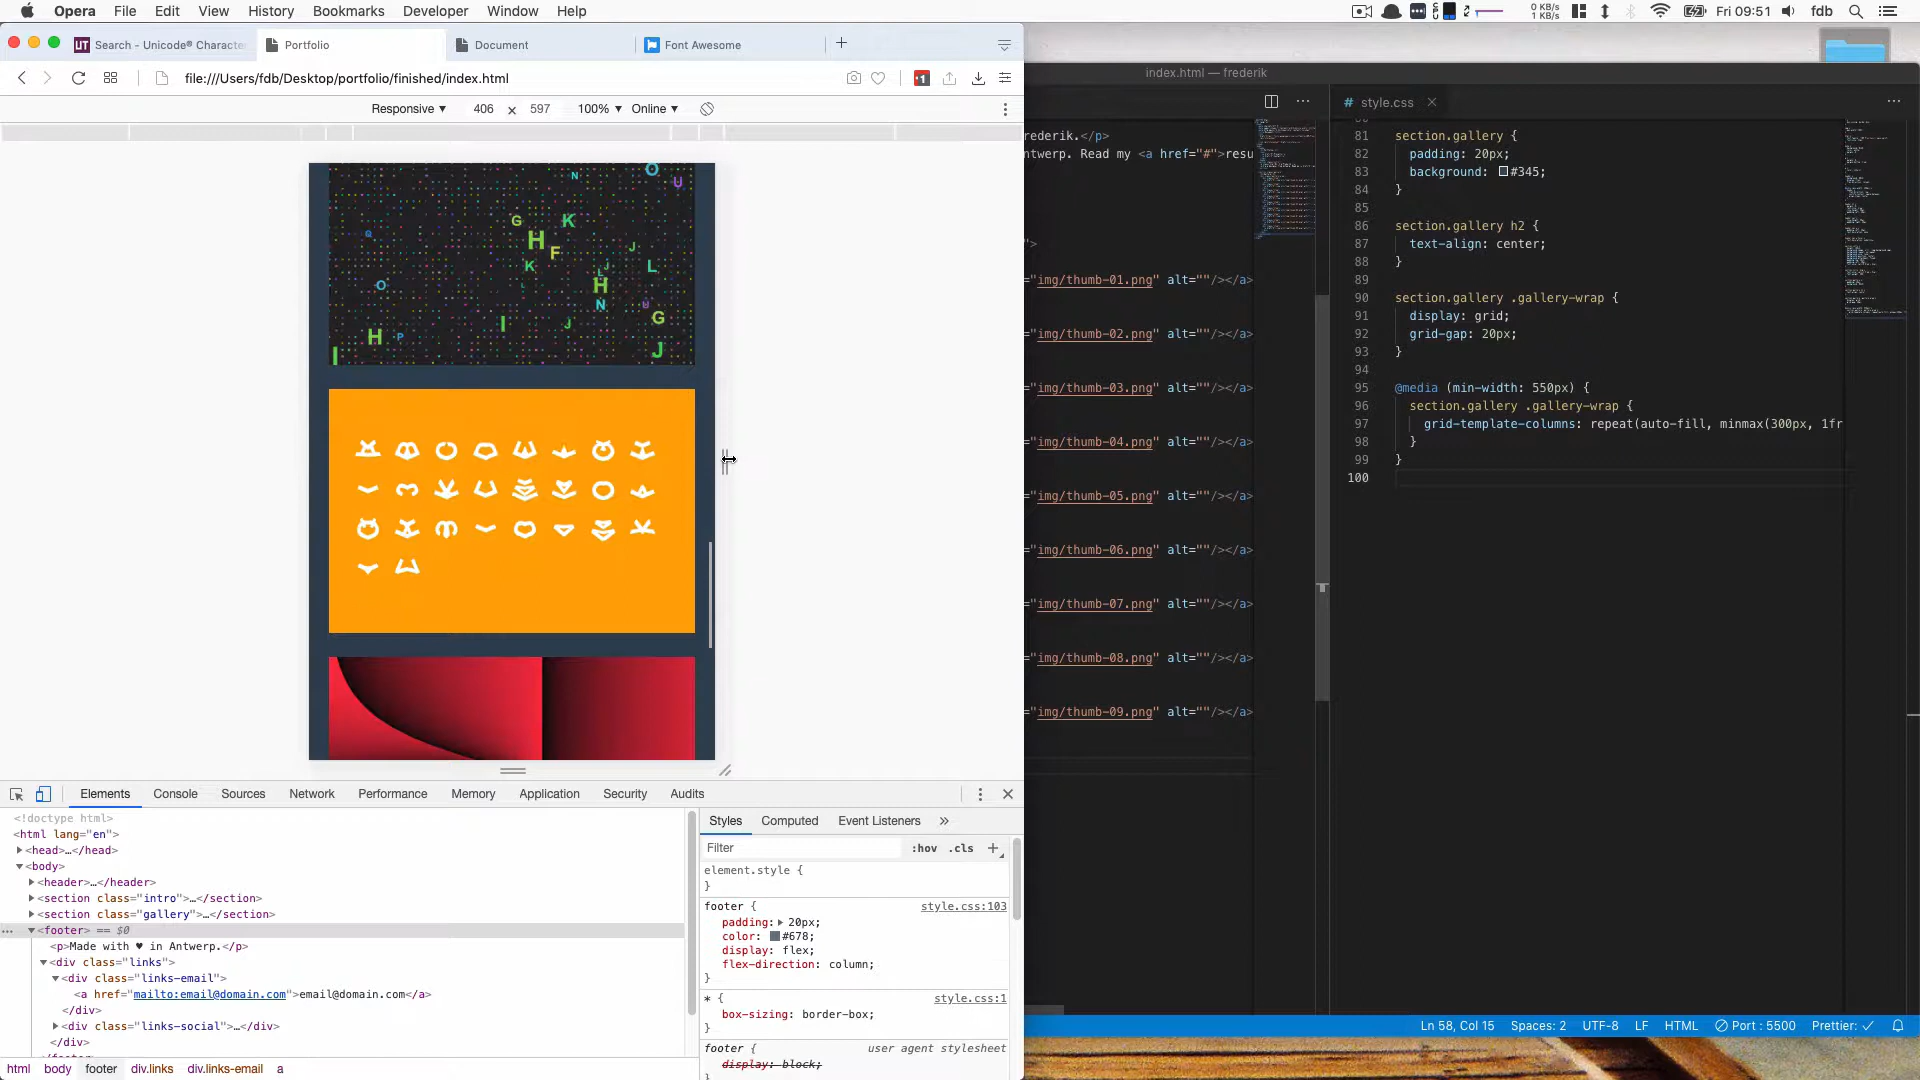 Opera File Edit View History Bookmarks Developer Window Help
0 KB/s
1 KB/s
Fri 09:51 fdb
UT Search - Unicode® Characte
Portfolio
Document
Font Awesome
file:///Users/fdb/Desktop/portfolio/finished/index.html
Responsive ▾ 406 × 597 100% ▾ Online ▾
N O U
G K
H F J
K J L
L
O H N U
G
I J
H P
I J
Elements Console Sources Network Performance Memory Application Security Audits
<!doctype html>
<html lang="en">
▶<head>…</head>
▼<body>
▶<header>…</header>
▶<section class="intro">…</section>
▶<section class="gallery">…</section>
… ▼<footer> == $0
<p>Made with ♥ in Antwerp.</p>
▼<div class="links">
▼<div class="links-email">
<a href="mailto:email@domain.com">email@domain.com</a>
</div>
▶<div class="links-social">…</div>
</div>
html body footer div.links div.links-email a
Styles Computed Event Listeners »
Filter :hov .cls +
element.style {
}
footer { style.css:103
padding: ▶ 20px;
color: #678;
display: flex;
flex-direction: column;
}
* { style.css:1
box-sizing: border-box;
}
footer { user agent stylesheet
display: block;
}
index.html — frederik
rederik.</p>
ntwerp. Read my <a href="#">resu
">
="img/thumb-01.png" alt=""/></a>
="img/thumb-02.png" alt=""/></a>
="img/thumb-03.png" alt=""/></a>
="img/thumb-04.png" alt=""/></a>
="img/thumb-05.png" alt=""/></a>
="img/thumb-06.png" alt=""/></a>
="img/thumb-07.png" alt=""/></a>
="img/thumb-08.png" alt=""/></a>
="img/thumb-09.png" alt=""/></a>
# style.css ×
81 section.gallery {
82 padding: 20px;
83 background: #345;
84 }
85
86 section.gallery h2 {
87 text-align: center;
88 }
89
90 section.gallery .gallery-wrap {
91 display: grid;
92 grid-gap: 20px;
93 }
94
95 @media (min-width: 550px) {
96 section.gallery .gallery-wrap {
97 grid-template-columns: repeat(auto-fill, minmax(300px, 1fr
98 }
99 }
100
Ln 58, Col 15 Spaces: 2 UTF-8 LF HTML Port : 5500 Prettier: ✓